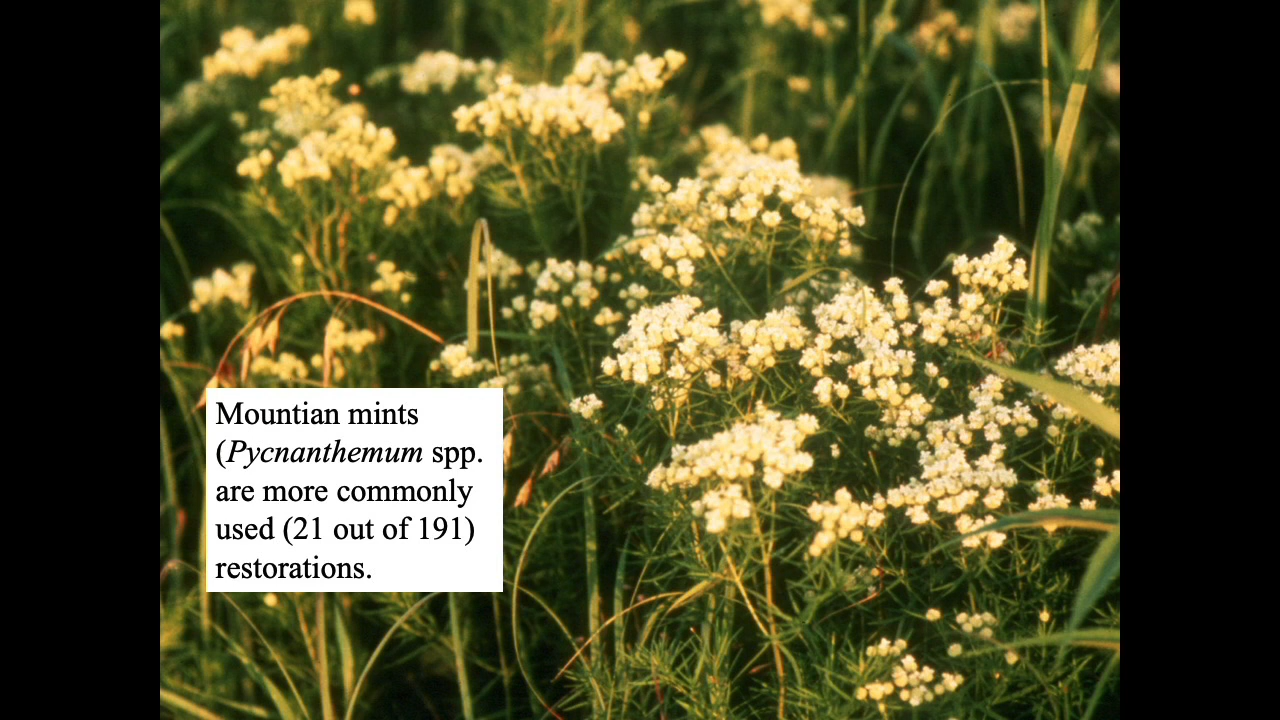 Mountian mints
(Pycnanthemum spp.
are more commonly
used (21 out of 191)
restorations.